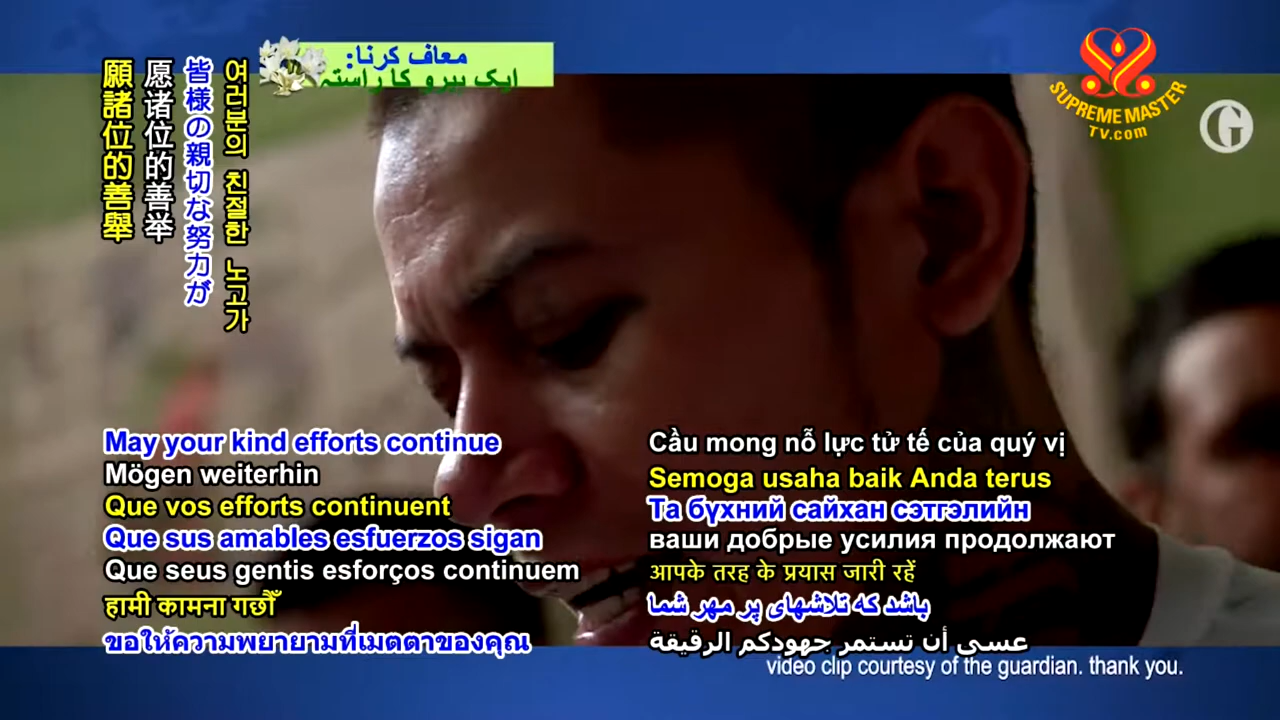 معاف کرنا:
ایک ہیرو کا راستہ
SUPREME MASTER
TV.com
G
願諸位的善舉
愿诸位的善举
皆様の親切な努力が
여러분의 친절한 노고가
May your kind efforts continue
Mögen weiterhin
Que vos efforts continuent
Que sus amables esfuerzos sigan
Que seus gentis esforços continuem
हामी कामना गर्छौँ
ขอให้ความพยายามที่เมตตาของคุณ
Cầu mong nỗ lực tử tế của quý vị
Semoga usaha baik Anda terus
Та бүхний сайхан сэтгэлийн
ваши добрые усилия продолжают
आपके तरह के प्रयास जारी रहें
باشد که تلاشهای پر مهر شما
عسى أن تستمر جهودكم الرقيقة
video clip courtesy of the guardian. thank you.